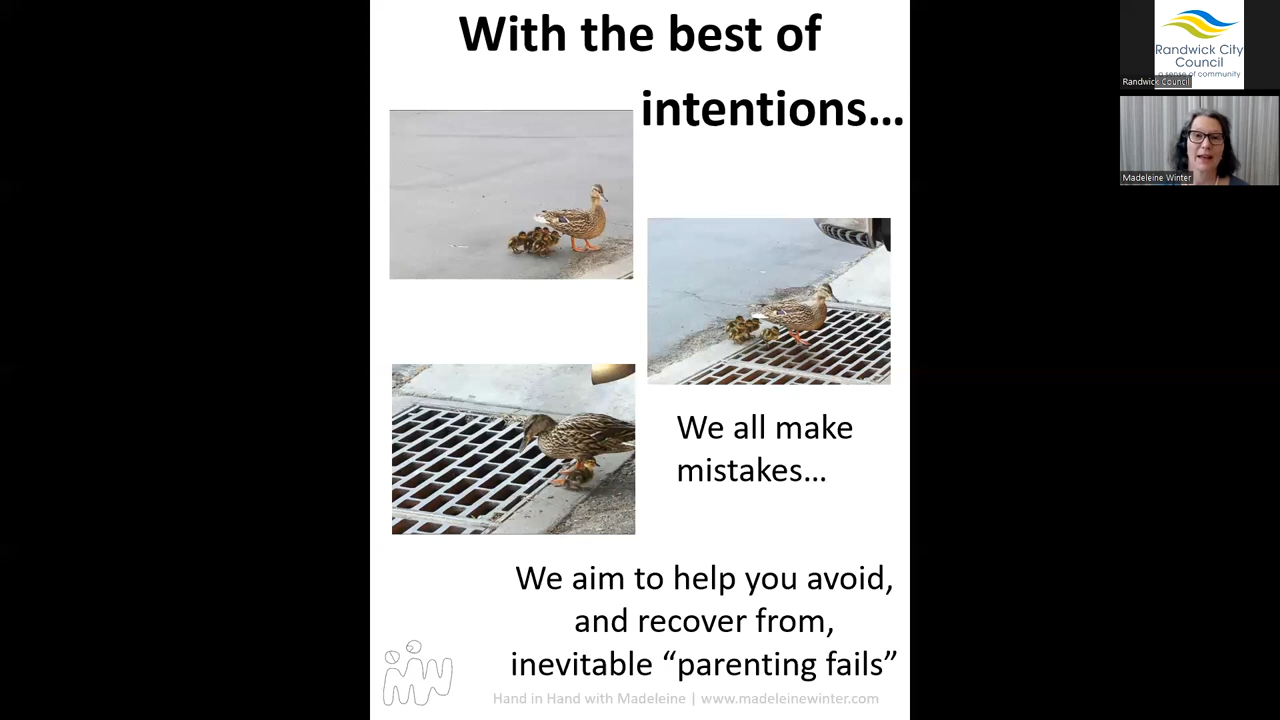 With the best of
intentions...
We all make
mistakes...
We aim to help you avoid,
and recover from,
inevitable “parenting fails”
Hand in Hand with Madeleine | www.madeleinewinter.com
Randwick City
Council
a sense of community
Randwick Council
Madeleine Winter